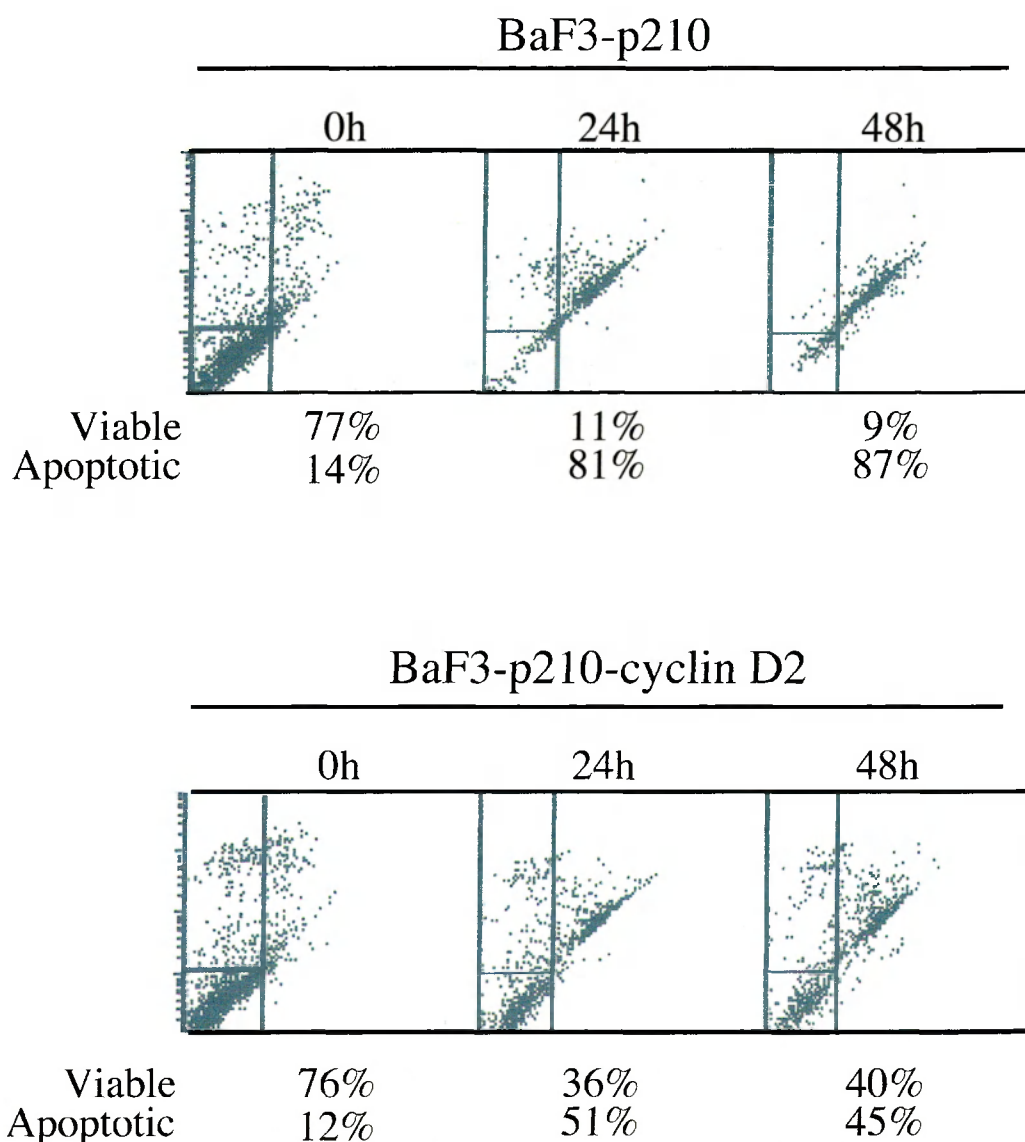 BaF3-p210
0h 24h 48h
Viable 77% 11% 9%
Apoptotic 14% 81% 87%
BaF3-p210-cyclin D2
0h 24h 48h
Viable 76% 36% 40%
Apoptotic 12% 51% 45%